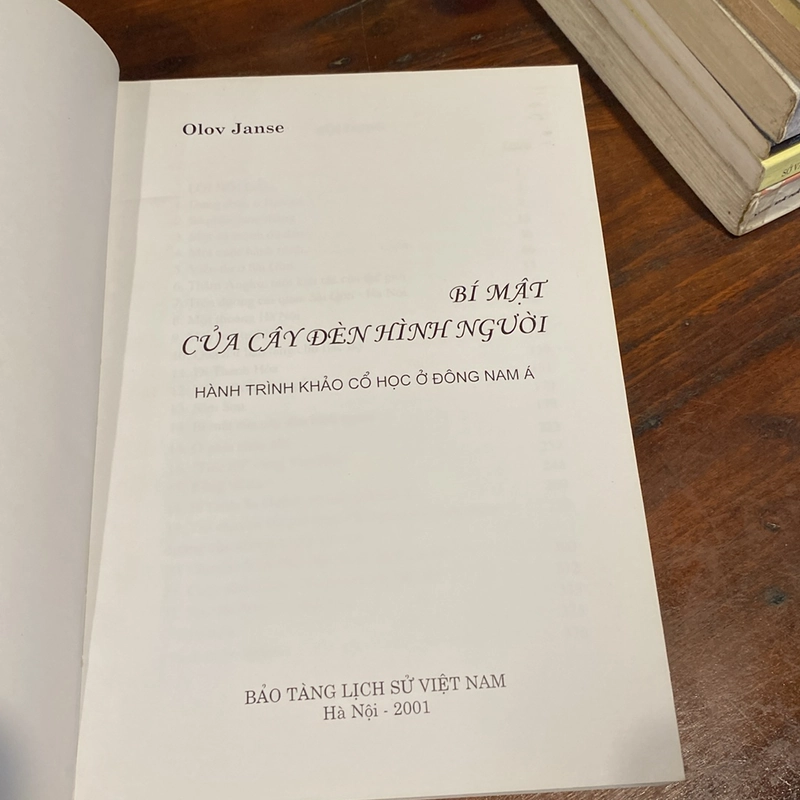 Olov Janse
BÍ MẬT
CỦA CÂY ĐÈN HÌNH NGƯỜI
HÀNH TRÌNH KHẢO CỔ HỌC Ở ĐÔNG NAM Á
BẢO TÀNG LỊCH SỬ VIỆT NAM
Hà Nội - 2001